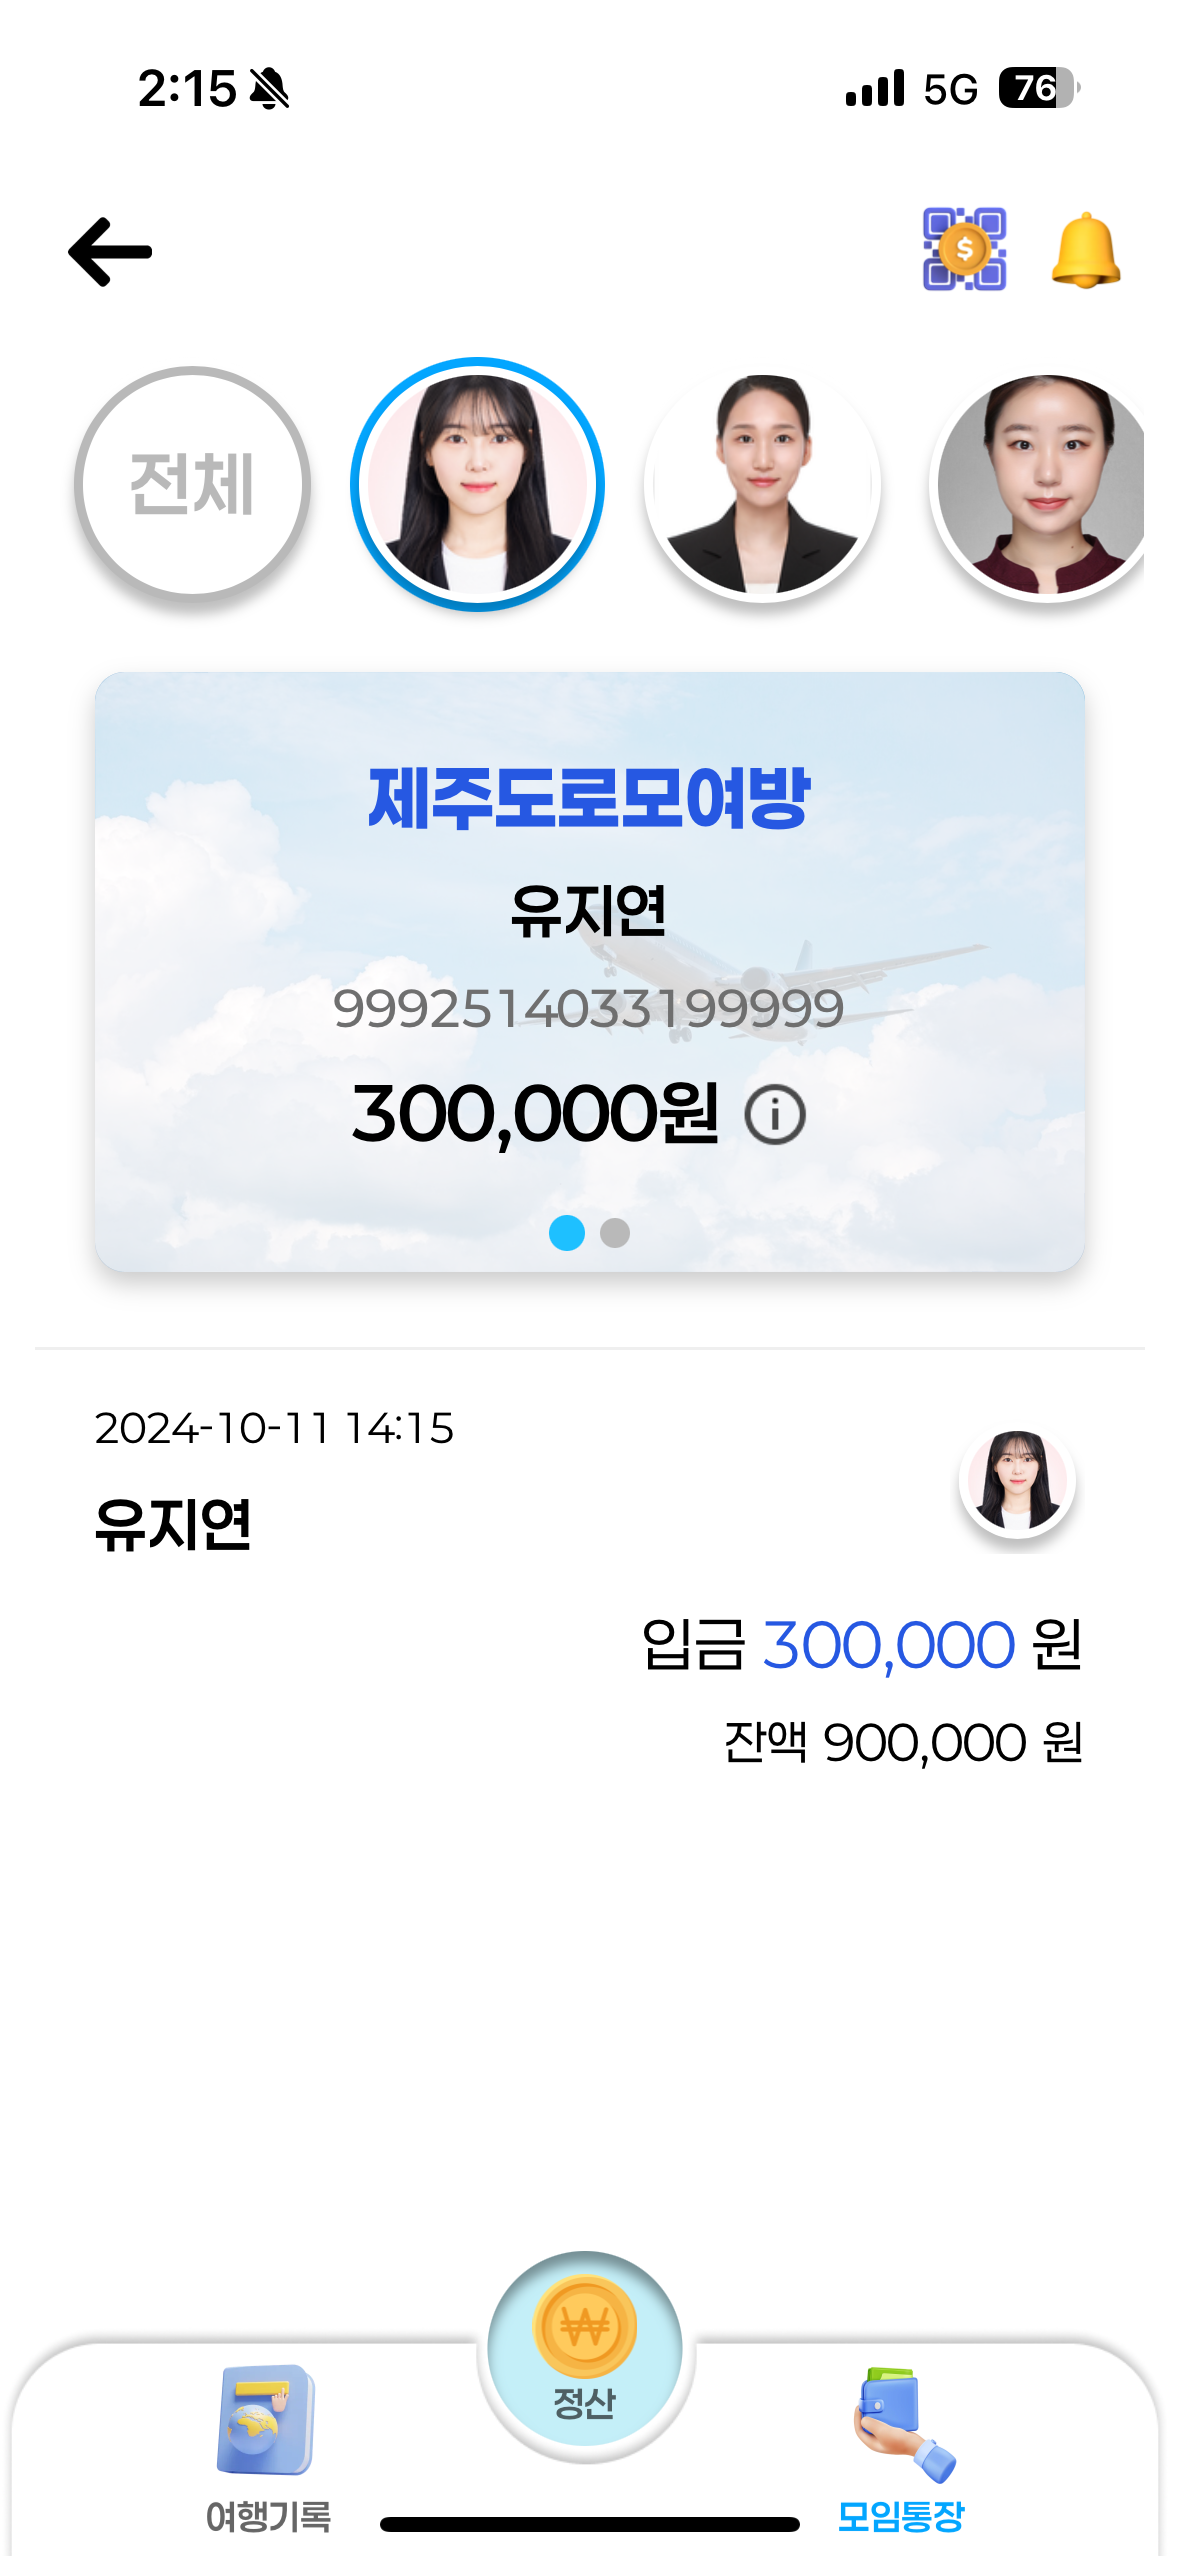 2:15 5G 76
전체
제주도로모여방
유지연
9992514033199999
300,000원
2024-10-11 14:15
유지연
입금 300,000 원
잔액 900,000 원
정산
여행기록
모임통장